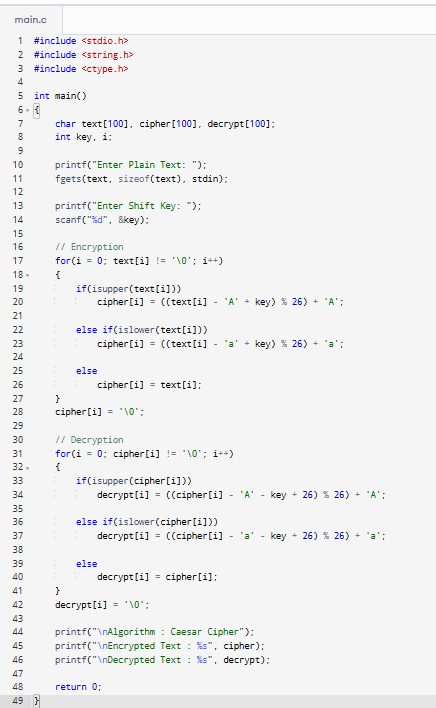 main.c
1 #include <stdio.h>
2 #include <string.h>
3 #include <ctype.h>
4
5 int main()
6 {
7     char text[100], cipher[100], decrypt[100];
8     int key, i;
9
10     printf("Enter Plain Text: ");
11     fgets(text, sizeof(text), stdin);
12
13     printf("Enter Shift Key: ");
14     scanf("%d", &key);
15
16     // Encryption
17     for(i = 0; text[i] != '\0'; i++)
18     {
19         if(isupper(text[i]))
20             cipher[i] = ((text[i] - 'A' + key) % 26) + 'A';
21
22         else if(islower(text[i]))
23             cipher[i] = ((text[i] - 'a' + key) % 26) + 'a';
24
25         else
26             cipher[i] = text[i];
27     }
28     cipher[i] = '\0';
29
30     // Decryption
31     for(i = 0; cipher[i] != '\0'; i++)
32     {
33         if(isupper(cipher[i]))
34             decrypt[i] = ((cipher[i] - 'A' - key + 26) % 26) + 'A';
35
36         else if(islower(cipher[i]))
37             decrypt[i] = ((cipher[i] - 'a' - key + 26) % 26) + 'a';
38
39         else
40             decrypt[i] = cipher[i];
41     }
42     decrypt[i] = '\0';
43
44     printf("\nAlgorithm : Caesar Cipher");
45     printf("\nEncrypted Text : %s", cipher);
46     printf("\nDecrypted Text : %s", decrypt);
47
48     return 0;
49 }